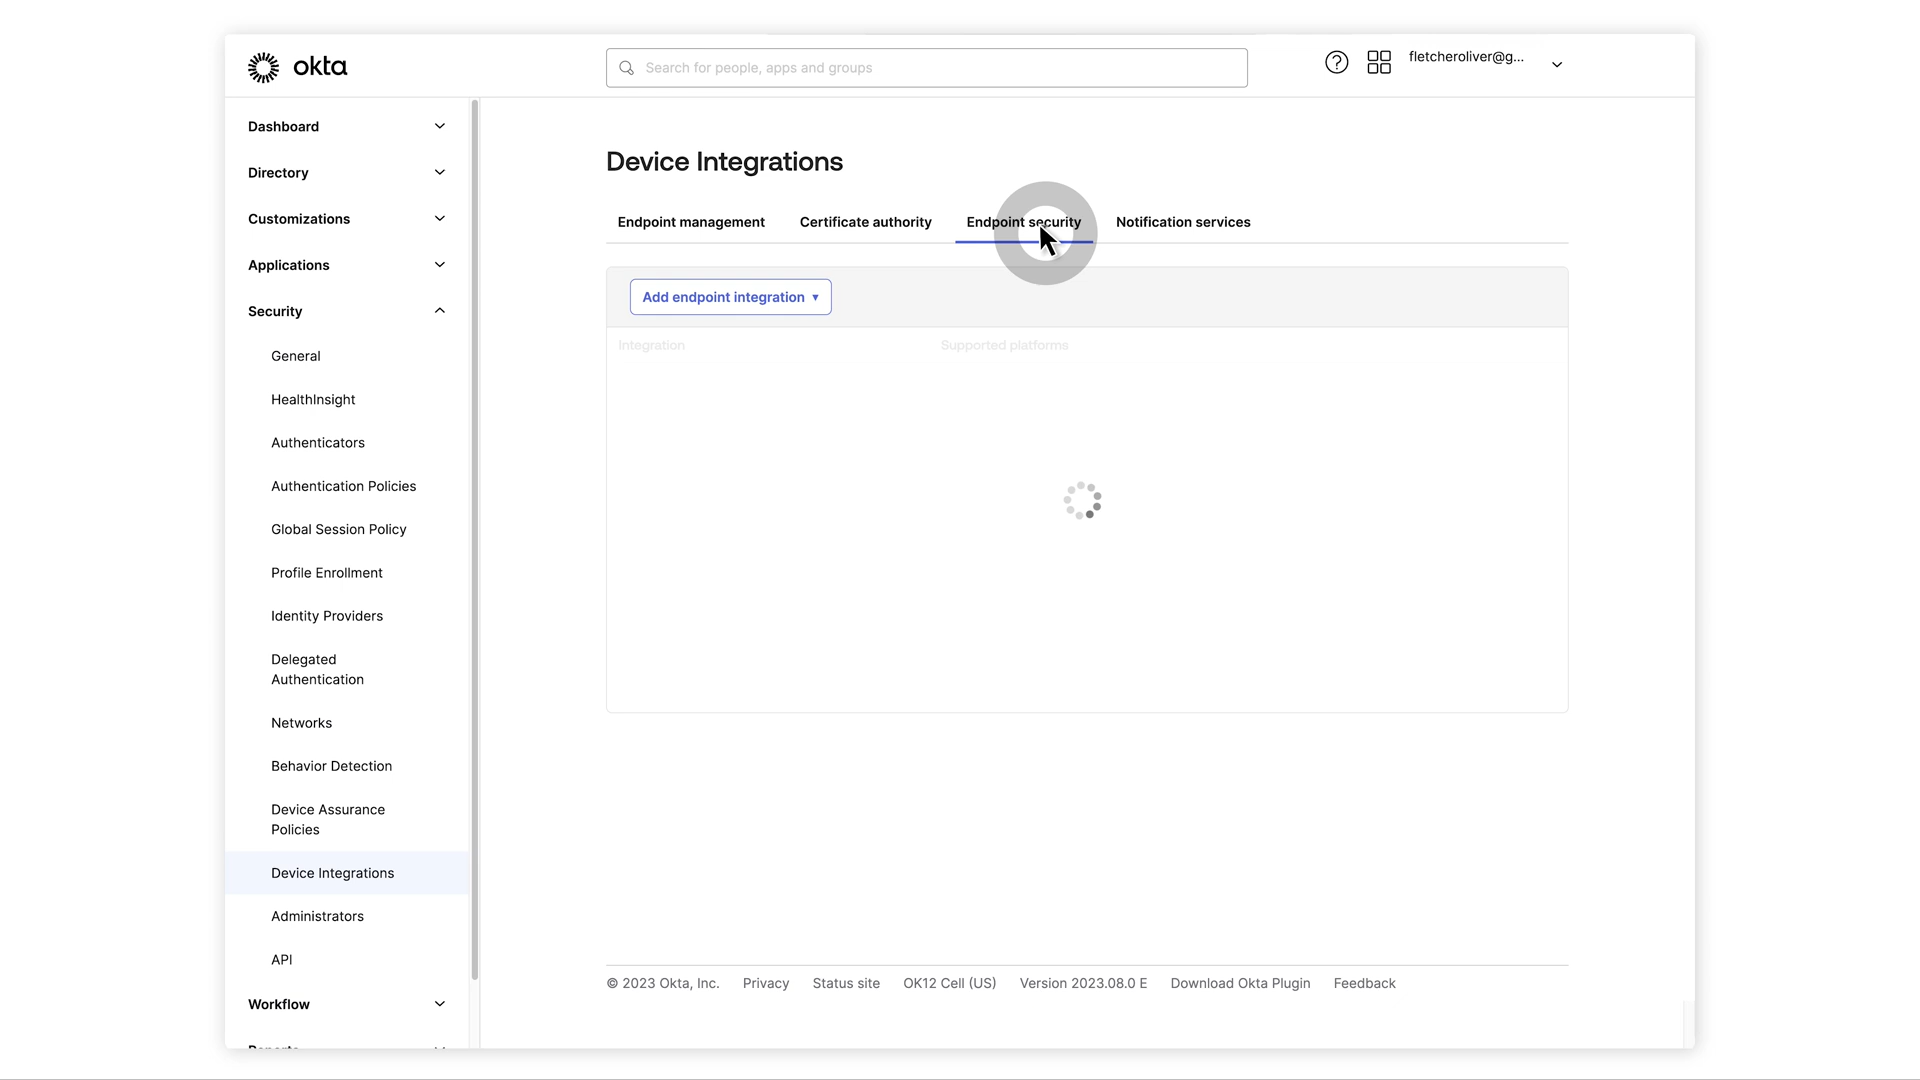 okta
Search for people, apps and groups
fletcheroliver@g...
Dashboard
Directory
Customizations
Applications
Security
General
HealthInsight
Authenticators
Authentication Policies
Global Session Policy
Profile Enrollment
Identity Providers
Delegated
Authentication
Networks
Behavior Detection
Device Assurance
Policies
Device Integrations
Administrators
API
Workflow
Reports
Device Integrations
Endpoint management Certificate authority Endpoint security Notification services
Add endpoint integration
Integration Supported platforms
© 2023 Okta, Inc. Privacy Status site OK12 Cell (US) Version 2023.08.0 E Download Okta Plugin Feedback